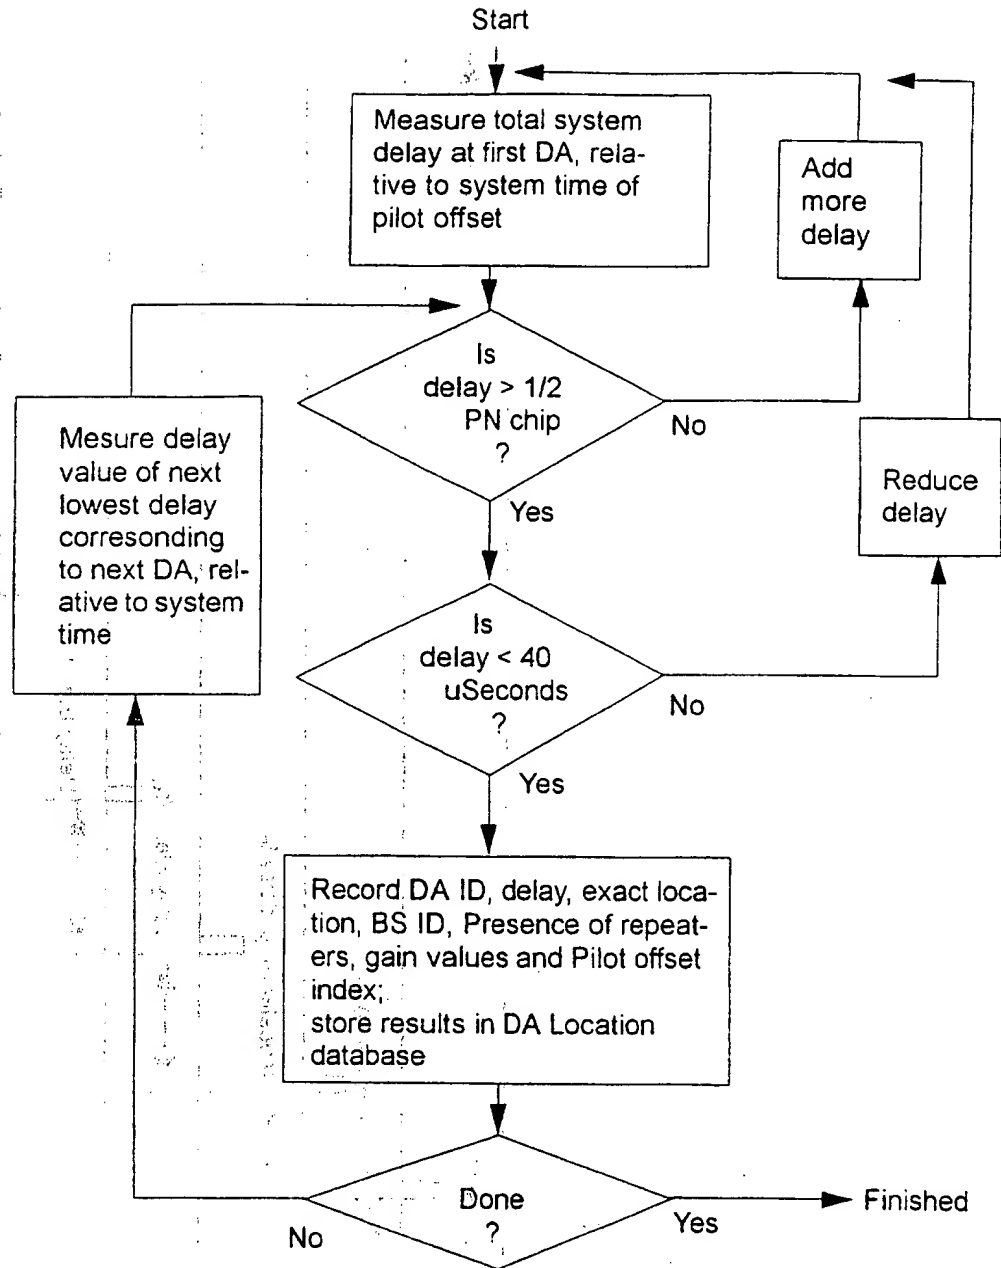 Start
Measure total system
delay at first DA, rela-
tive to system time of
pilot offset
Add
more
delay
Is
delay > 1/2
PN chip
?
No
Yes
Mesure delay
value of next
lowest delay
corresonding
to next DA, rel-
ative to system
time
Reduce
delay
Is
delay < 40
uSeconds
?
No
Yes
Record DA ID, delay, exact loca-
tion, BS ID, Presence of repeat-
ers, gain values and Pilot offset
index;
store results in DA Location
database
Done
?
No
Yes
Finished